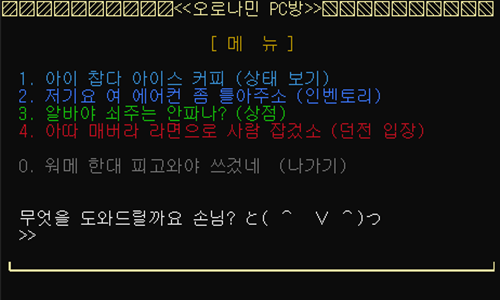 <<오로나민 PC방>>
[ 메 뉴 ]
1. 아이 찹다 아이스 커피 (상태 보기)
2. 저기요 여 에어컨 좀 틀아주소 (인벤토리)
3. 알바야 쇠주는 안파나? (상점)
4. 아따 매버라 라면으로 사람 잡겄소 (던전 입장)
0. 워메 한대 피고와야 쓰겄네 (나가기)
무엇을 도와드릴까요 손님? と( ^ ∨ ^)つ
>>